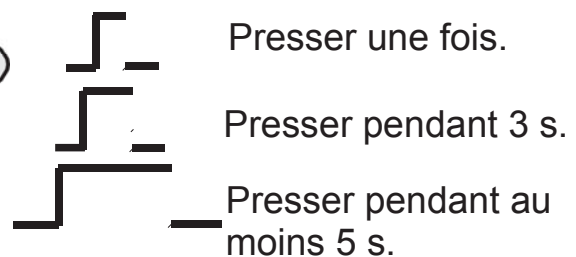 Presser une fois.
Presser pendant 3 s.
Presser pendant au
moins 5 s.